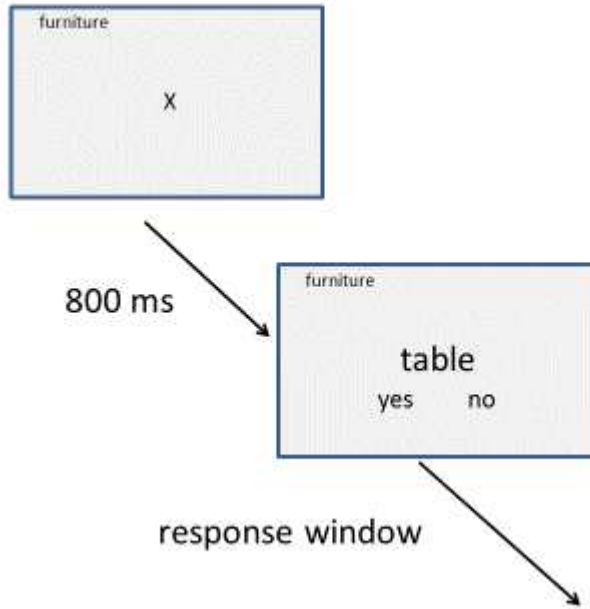 furniture
x
800 ms
furniture
table
yes no
response window